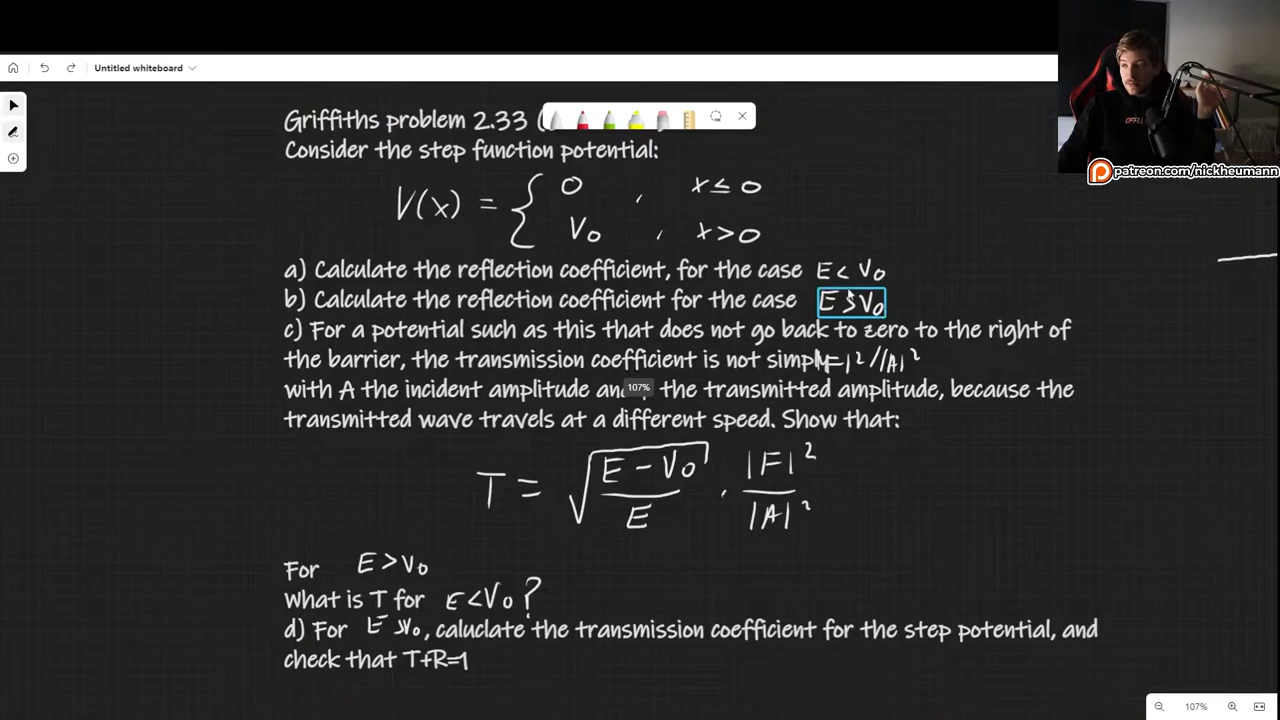 Untitled whiteboard
OFFLI
patreon.com/nickheumann
Griffiths problem 2.33 (
Consider the step function potential:
V(x) = { 0 , x ≤ 0
V₀ , x > 0
a) Calculate the reflection coefficient, for the case E < V₀
b) Calculate the reflection coefficient for the case E > V₀
c) For a potential such as this that does not go back to zero to the right of
the barrier, the transmission coefficient is not simply |F|²/|A|²
with A the incident amplitude and the transmitted amplitude, because the
107%
transmitted wave travels at a different speed. Show that:
T = √(E - V₀ / E) · |F|² / |A|²
For E > V₀
What is T for E < V₀ ?
d) For E > V₀, caluclate the transmission coefficient for the step potential, and
check that T+R=1
107%